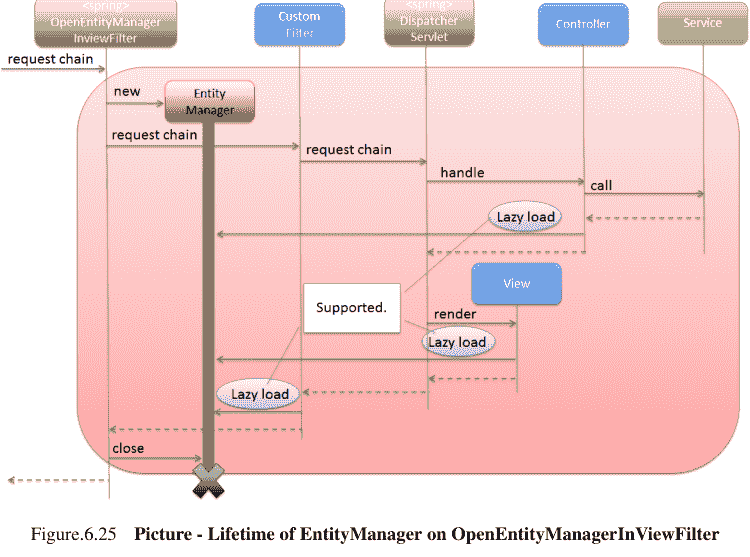 <spring>
OpenEntityManager
InviewFilter
Custom
Filter
<spring>
Dispatcher
Servlet
Controller
Service
request chain
new
Entity
Manager
request chain
request chain
handle
call
Lazy load
View
Supported.
render
Lazy load
Lazy load
close
Figure.6.25 Picture - Lifetime of EntityManager on OpenEntityManagerInViewFilter